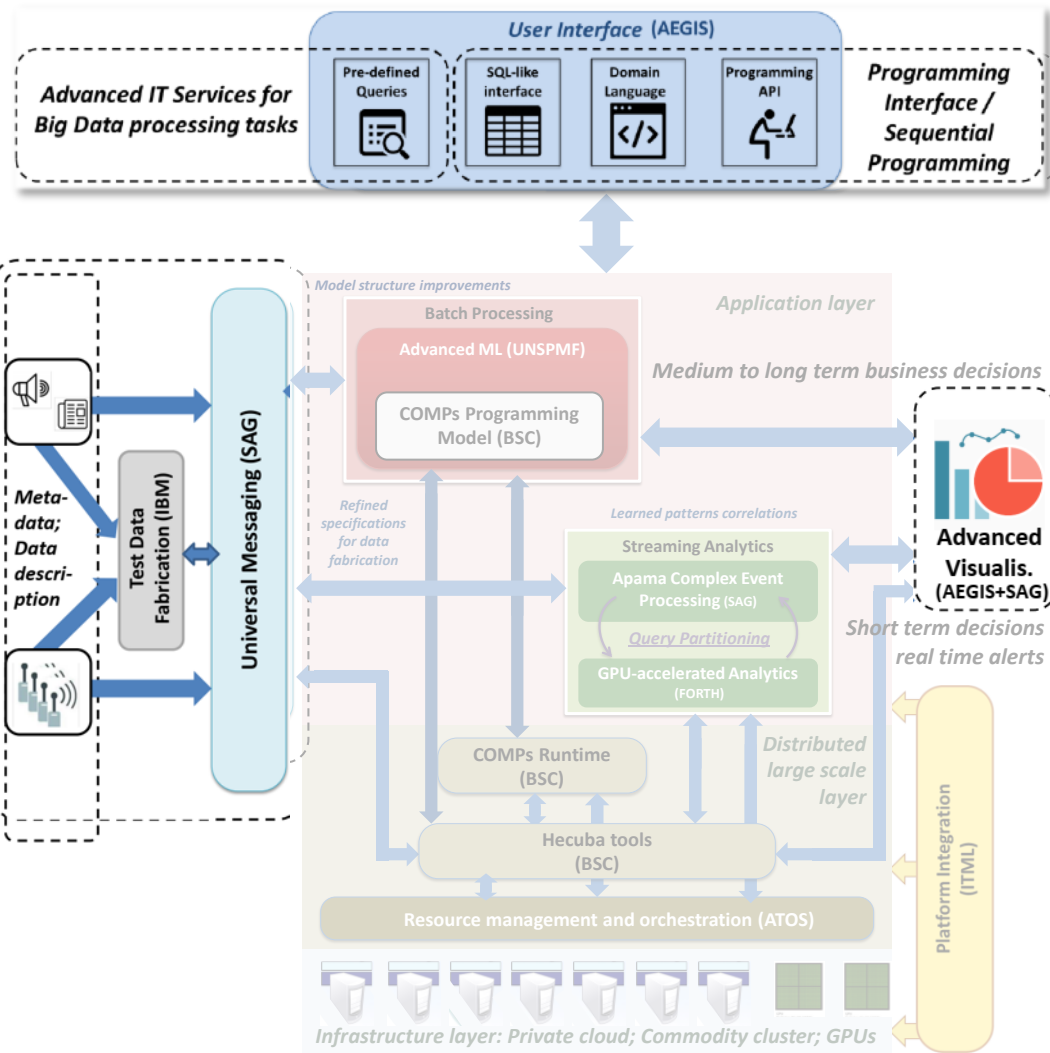 User Interface (AEGIS)
Advanced IT Services for
Big Data processing tasks
Pre-defined
Queries
SQL-like
interface
Domain
Language
Programming
API
Programming
Interface /
Sequential
Programming
Model structure improvements
Application layer
Batch Processing
Advanced ML (UNSPMF)
COMPs Programming
Model (BSC)
Medium to long term business decisions
Meta-
data;
Data
descri-
ption
Test Data
Fabrication (IBM)
Universal Messaging (SAG)
Refined
specifications
for data
fabrication
Learned patterns correlations
Streaming Analytics
Apama Complex Event
Processing (SAG)
Query Partitioning
GPU-accelerated Analytics
(FORTH)
Advanced
Visualis.
(AEGIS+SAG)
Short term decisions
real time alerts
COMPs Runtime
(BSC)
Distributed
large scale
layer
Hecuba tools
(BSC)
Resource management and orchestration (ATOS)
Platform Integration
(ITML)
Infrastructure layer: Private cloud; Commodity cluster; GPUs